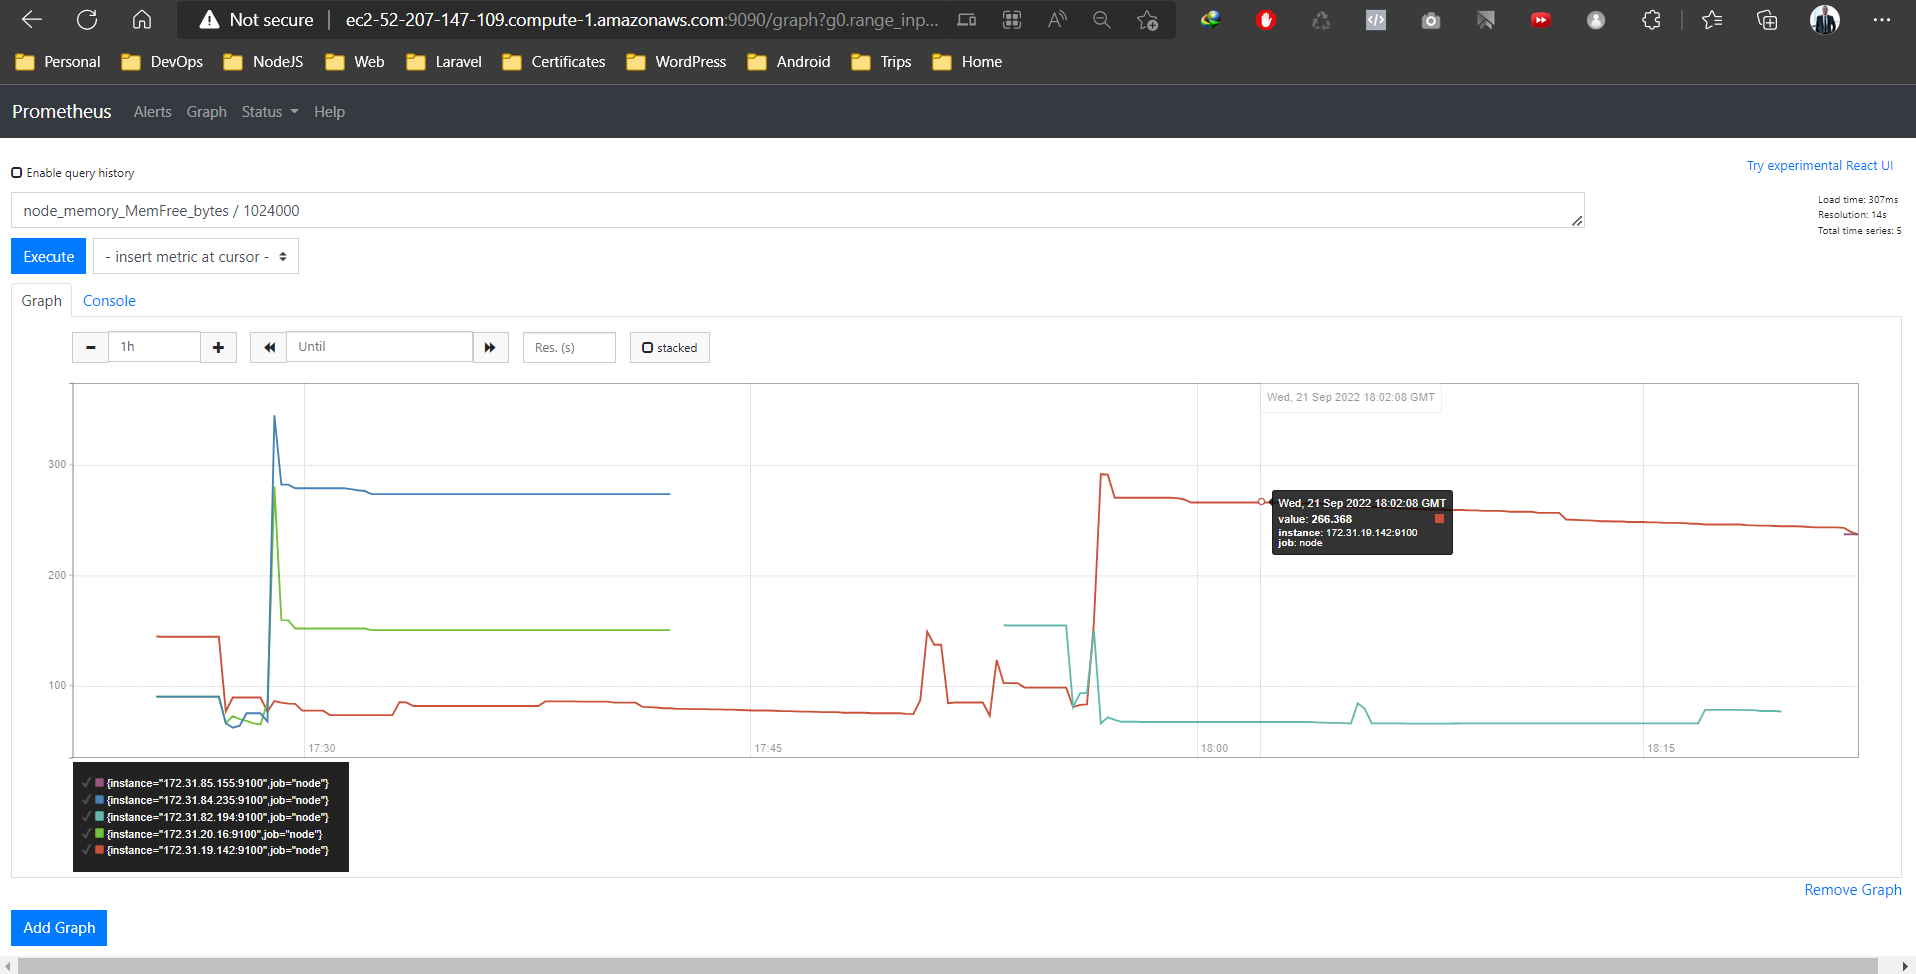 Not secure | ec2-52-207-147-109.compute-1.amazonaws.com:9090/graph?g0.range_inp...
Personal DevOps NodeJS Web Laravel Certificates WordPress Android Trips Home
Prometheus Alerts Graph Status Help
Enable query history
Try experimental React UI
node_memory_MemFree_bytes / 1024000
Load time: 307ms
Resolution: 14s
Total time series: 5
Execute - insert metric at cursor -
Graph Console
1h Until Res. (s) stacked
Wed, 21 Sep 2022 18:02:08 GMT
300
Wed, 21 Sep 2022 18:02:08 GMT
value: 266.368
instance: 172.31.19.142:9100
job: node
200
100
17:30 17:45 18:00 18:15
{instance="172.31.85.155:9100",job="node"}
{instance="172.31.84.235:9100",job="node"}
{instance="172.31.82.194:9100",job="node"}
{instance="172.31.20.16:9100",job="node"}
{instance="172.31.19.142:9100",job="node"}
Remove Graph
Add Graph